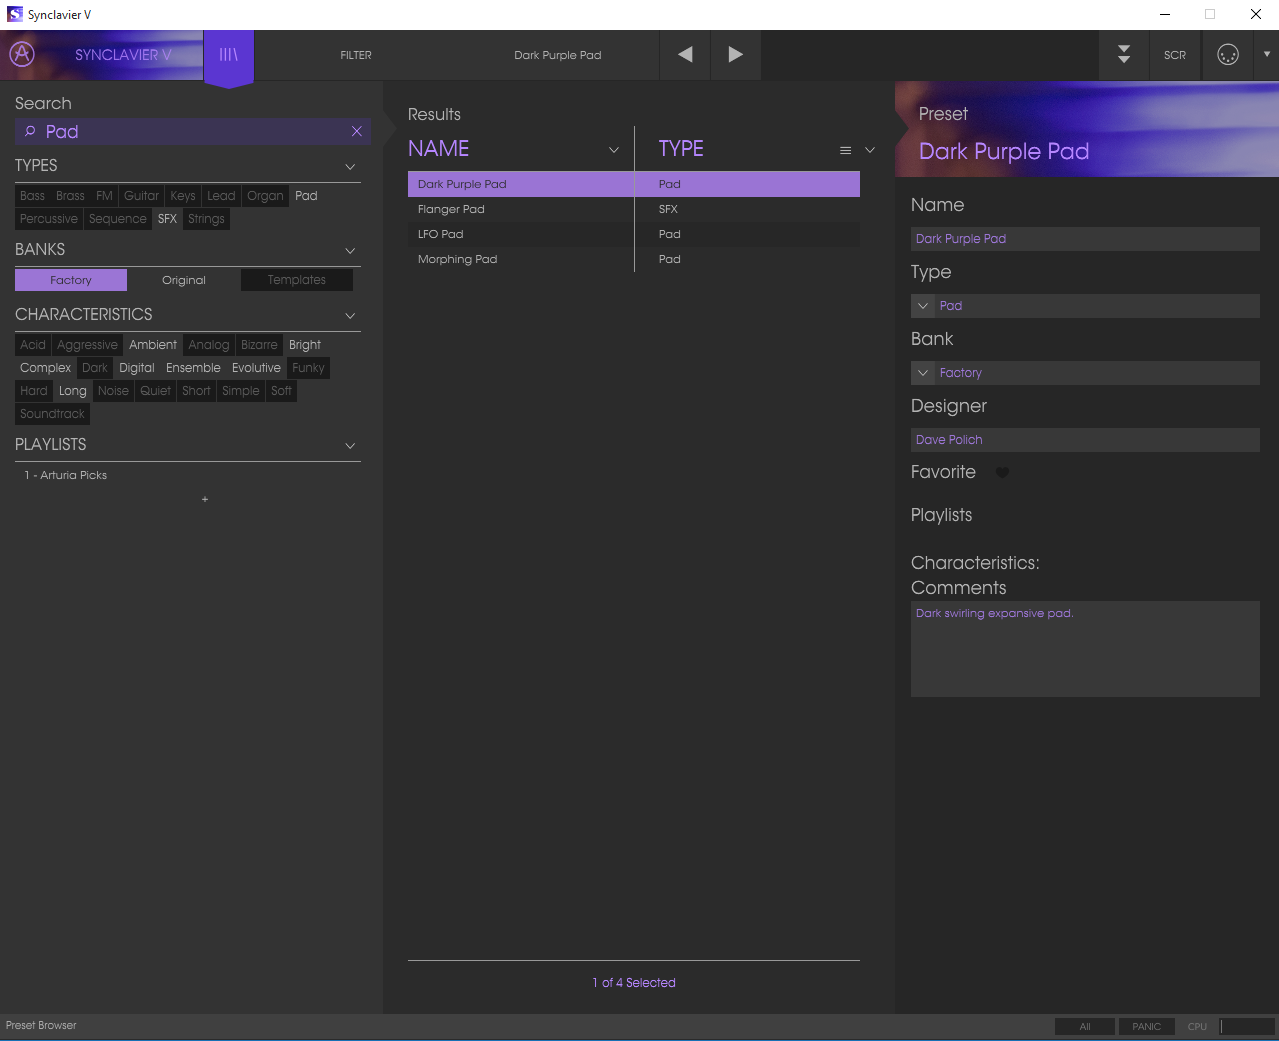 Synclavier V
SYNCLAVIER V FILTER Dark Purple Pad SCR
Search
Pad
TYPES
Bass Brass FM Guitar Keys Lead Organ Pad
Percussive Sequence SFX Strings
BANKS
Factory Original Templates
CHARACTERISTICS
Acid Aggressive Ambient Analog Bizarre Bright
Complex Dark Digital Ensemble Evolutive Funky
Hard Long Noise Quiet Short Simple Soft
Soundtrack
PLAYLISTS
1 - Arturia Picks
+
Results
NAME TYPE
Dark Purple Pad Pad
Flanger Pad SFX
LFO Pad Pad
Morphing Pad Pad
1 of 4 Selected
Preset
Dark Purple Pad
Name
Dark Purple Pad
Type
Pad
Bank
Factory
Designer
Dave Polich
Favorite
Playlists
Characteristics:
Comments
Dark swirling expansive pad.
Preset Browser All PANIC CPU